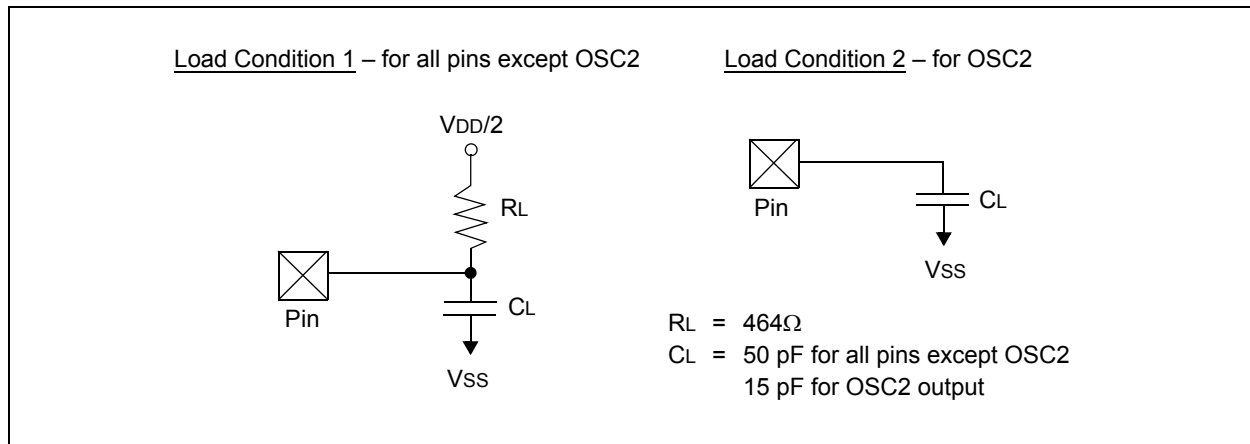 Load Condition 1 – for all pins except OSC2
VDD/2
RL
Pin
CL
VSS
Load Condition 2 – for OSC2
Pin
CL
VSS
RL = 464Ω
CL = 50 pF for all pins except OSC2
15 pF for OSC2 output